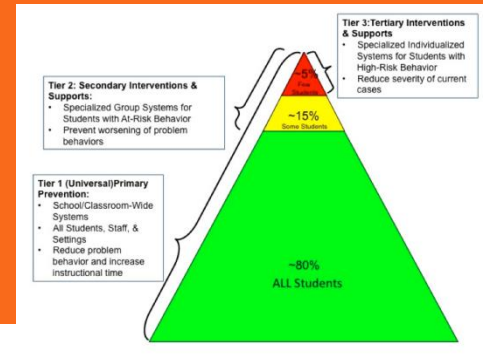 Tier 3:Tertiary Interventions
& Supports
• Specialized Individualized
Systems for Students with
High-Risk Behavior
• Reduce severity of current
cases
Tier 2: Secondary Interventions &
Supports:
• Specialized Group Systems for
Students with At-Risk Behavior
• Prevent worsening of problem
behaviors
Tier 1 (Universal)Primary
Prevention:
• School/Classroom-Wide
Systems
• All Students, Staff, &
Settings
• Reduce problem
behavior and increase
instructional time
~5%
Few
Students
~15%
Some Students
~80%
ALL Students